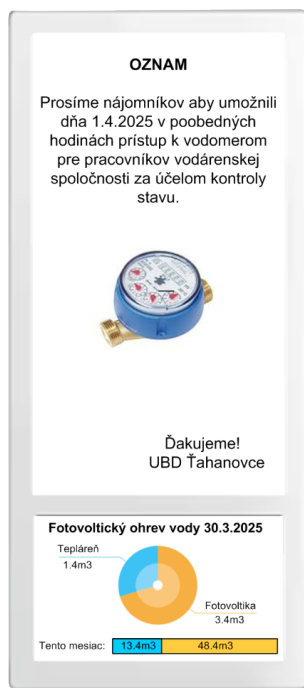 OZNAM
Prosíme nájomníkov aby umožnili
dňa 1.4.2025 v poobedných
hodinách prístup k vodomerom
pre pracovníkov vodárenskej
spoločnosti za účelom kontroly
stavu.
Ďakujeme!
UBD Ťahanovce
Fotovoltický ohrev vody 30.3.2025
Tepláreň
1.4m3
Fotovoltika
3.4m3
Tento mesiac: 13.4m3 48.4m3